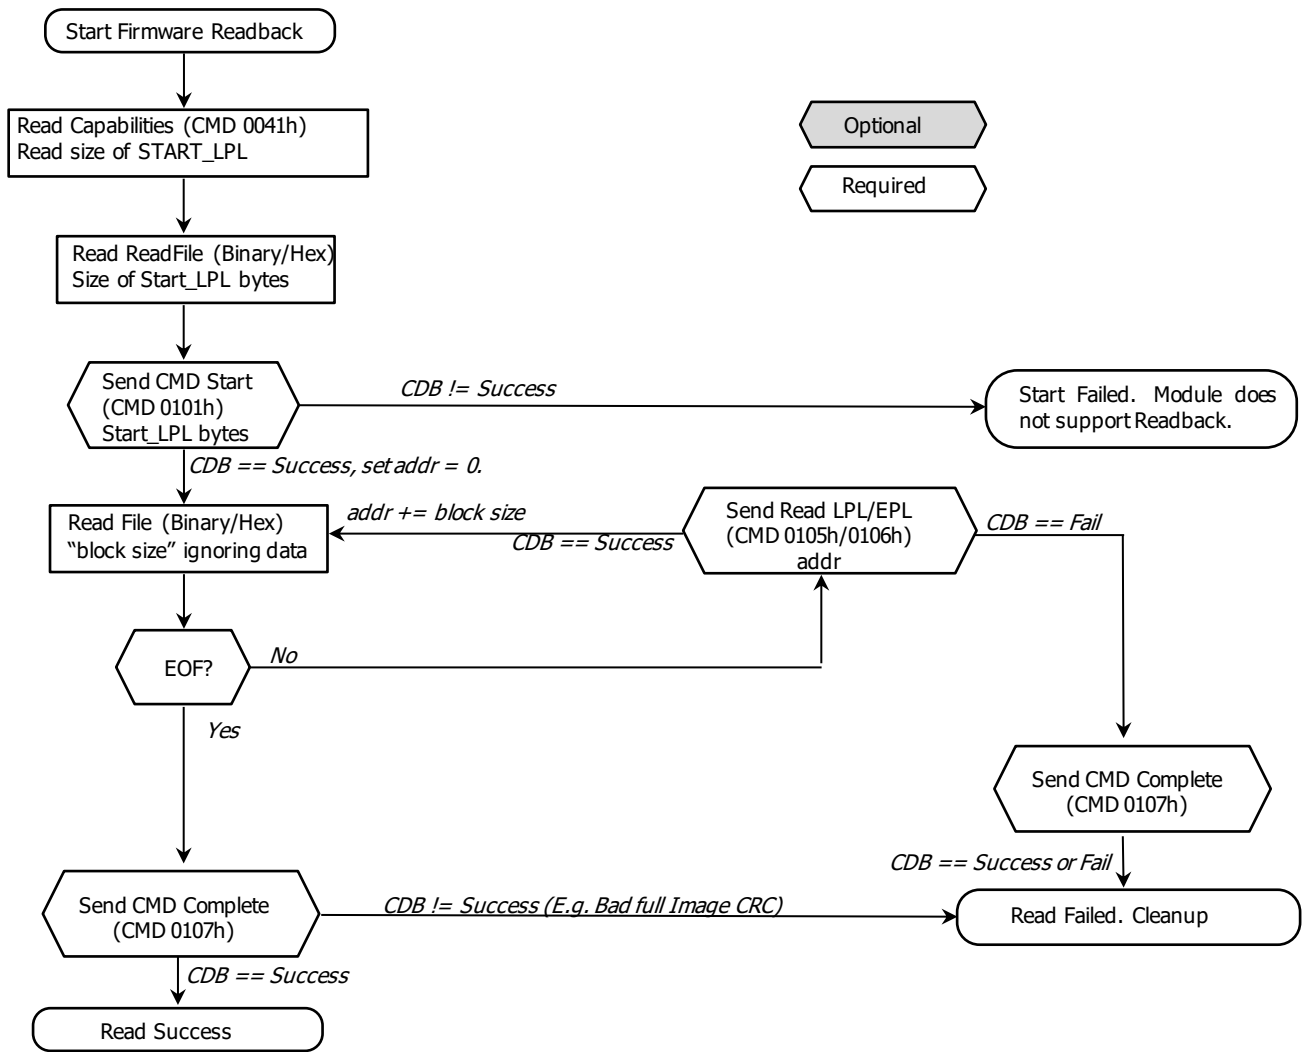 Start Firmware Readback
Read Capabilities (CMD 0041h)
Read size of START_LPL
Optional
Required
Read ReadFile (Binary/Hex)
Size of Start_LPL bytes
Send CMD Start
(CMD 0101h)
Start_LPL bytes
CDB != Success
Start Failed. Module does
not support Readback.
CDB == Success, set addr = 0.
Read File (Binary/Hex)
“block size” ignoring data
addr += block size
CDB == Success
Send Read LPL/EPL
(CMD 0105h/0106h)
addr
CDB == Fail
EOF?
No
Yes
Send CMD Complete
(CMD 0107h)
CDB == Success or Fail
Send CMD Complete
(CMD 0107h)
CDB != Success (E.g. Bad full Image CRC)
Read Failed. Cleanup
CDB == Success
Read Success